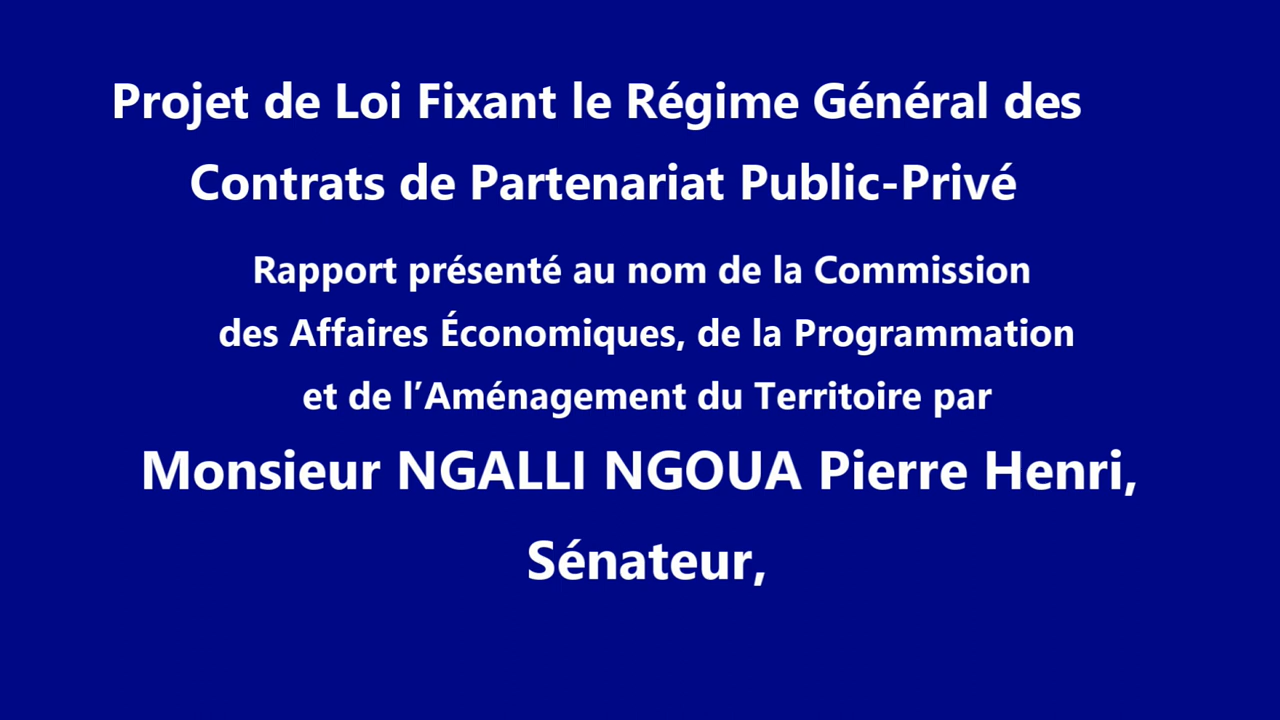 Projet de Loi Fixant le Régime Général des
Contrats de Partenariat Public-Privé
Rapport présenté au nom de la Commission
des Affaires Économiques, de la Programmation
et de l’Aménagement du Territoire par
Monsieur NGALLI NGOUA Pierre Henri,
Sénateur,